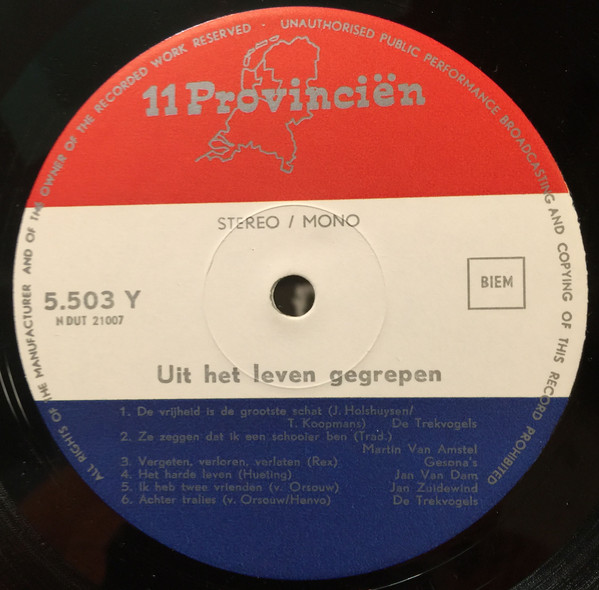 ALL RIGHTS OF THE MANUFACTURER AND OF THE OWNER OF THE RECORDED WORK RESERVED · UNAUTHORISED PUBLIC PERFORMANCE BROADCASTING AND COPYING OF THIS RECORD PROHIBITED
11 Provinciën
STEREO / MONO
5.503 Y
N DUT 21007
BIEM
Uit het leven gegrepen
1. De vrijheid is de grootste schat (J. Holshuysen/
T. Koopmans) De Trekvogels
2. Ze zeggen dat ik een schooier ben (Trad.)
Martin Van Amstel
3. Vergeten, verloren, verlaten (Rex) Gesona's
4. Het harde leven (Hueling) Jan Van Dam
5. Ik heb twee vrienden (v. Orsouw) Jan Zuidewind
6. Achter tralies (v. Orsouw/Henvo) De Trekvogels